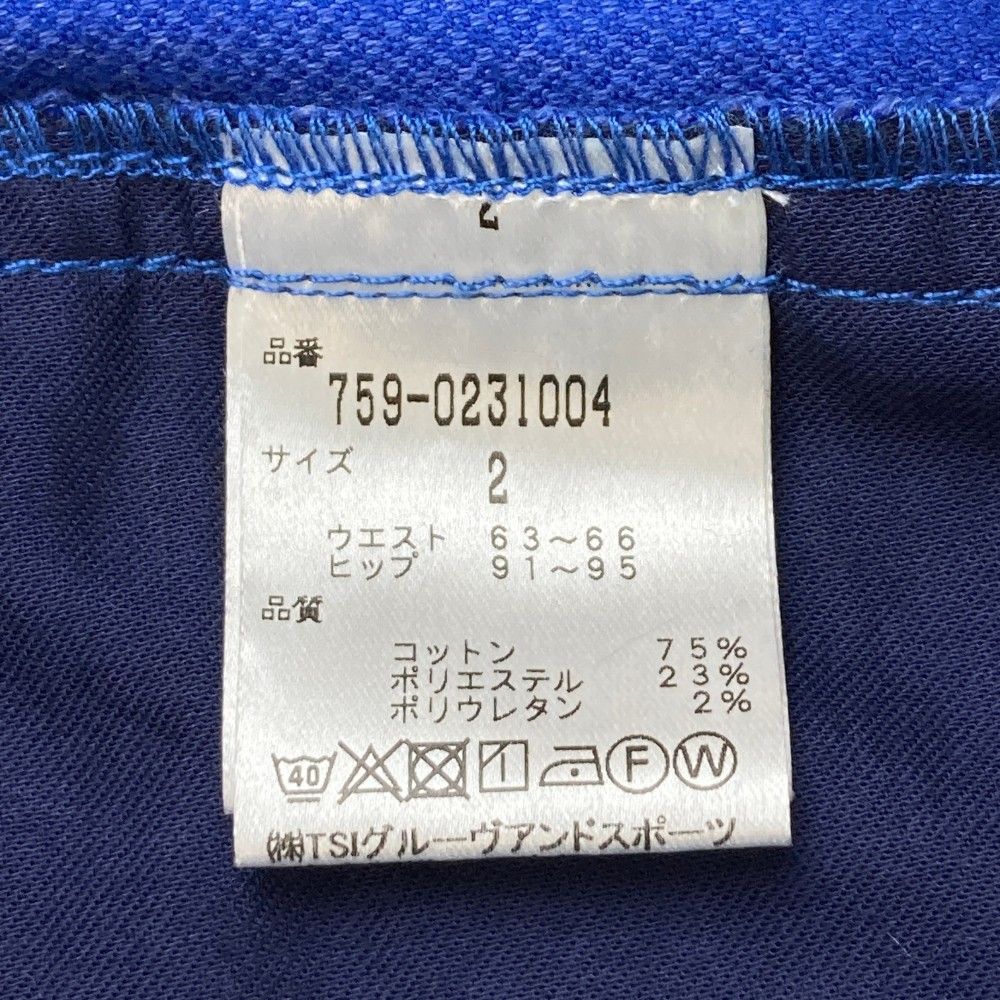 2
品番
759-0231004
サイズ 2
ウエスト 63～66
ヒップ 91～95
品質
コットン 75%
ポリエステル 23%
ポリウレタン 2%
40 F W
㈱TSIグルーヴアンドスポーツ